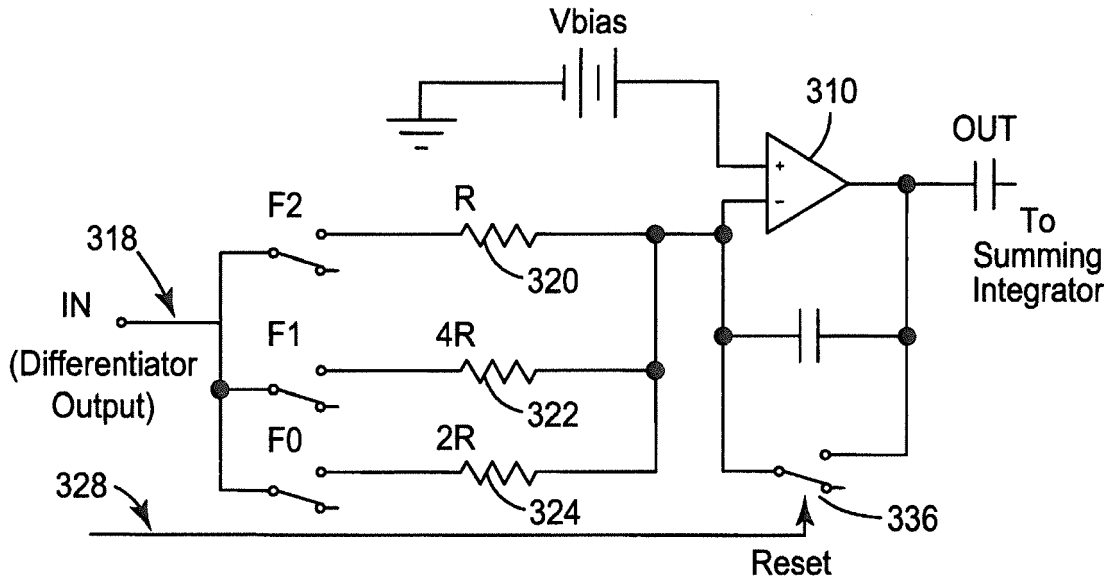 Vbias
310
+
-
OUT
To
Summing
Integrator
F2
R
320
318
IN
(Differentiator
Output)
F1
4R
322
F0
2R
324
328
336
Reset